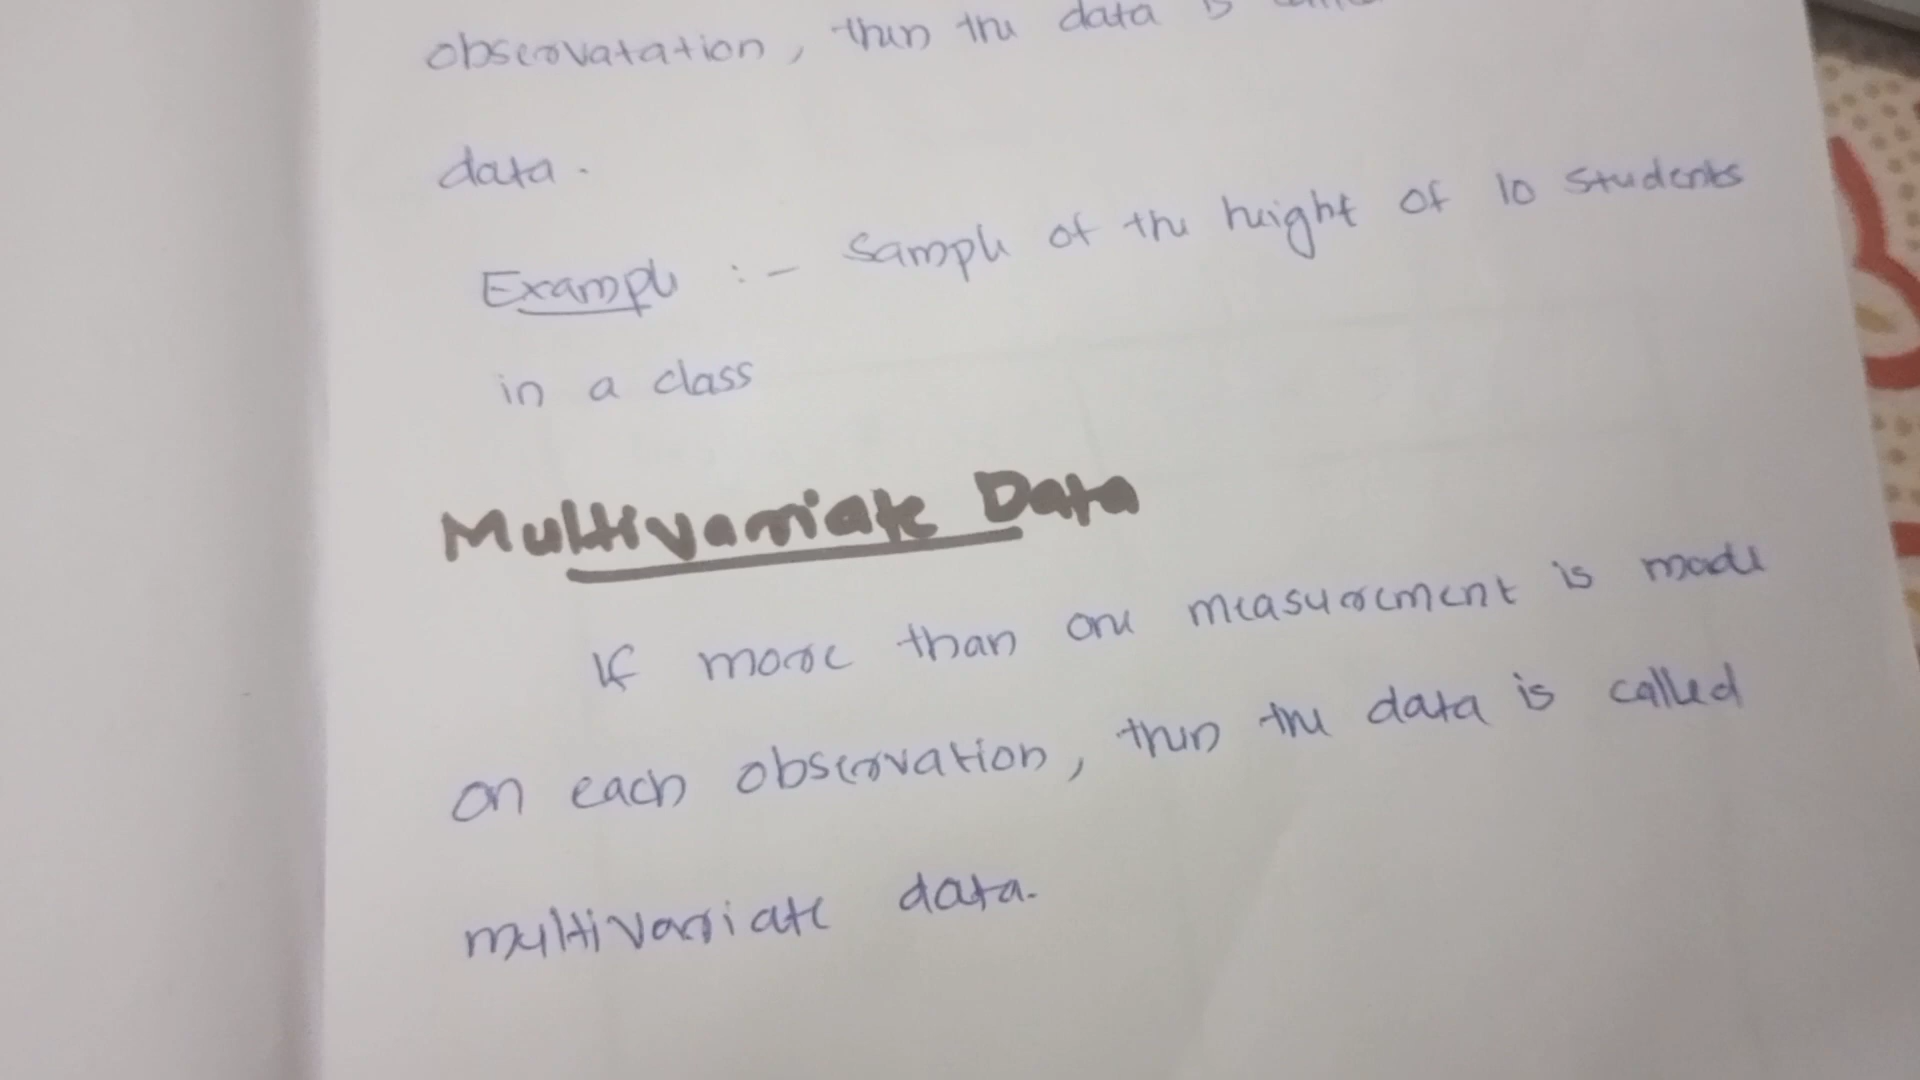 observatation, then the data is
data.
Example :- Sample of the height of 10 students
in a class
Multivariate Data
If more than one measurement is made
on each observation, then the data is called
multivariate data.